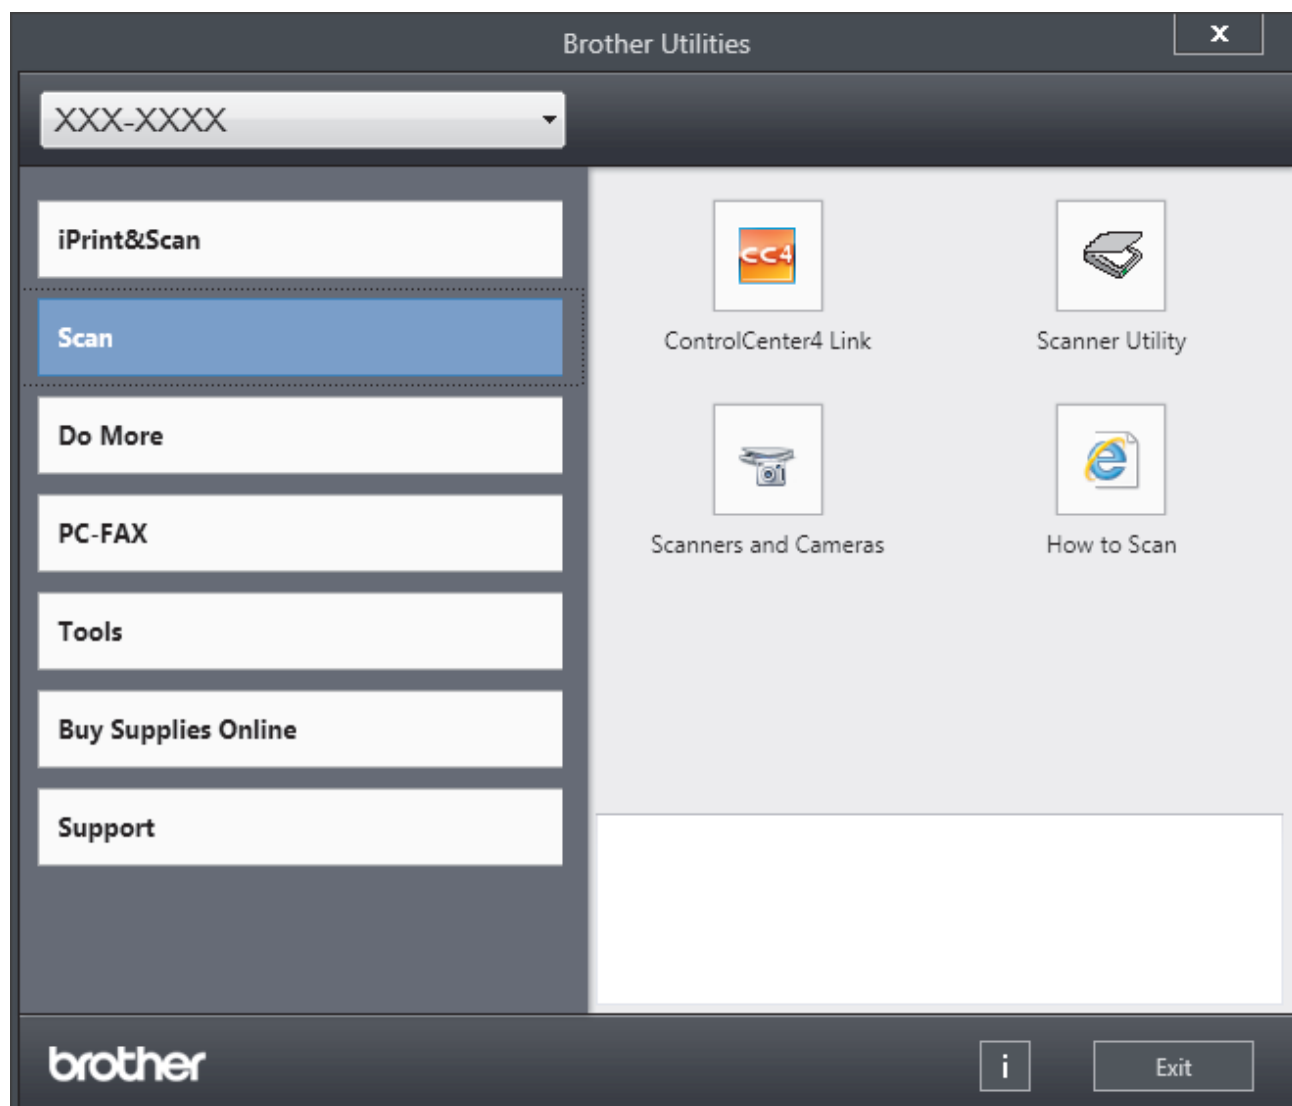 Brother Utilities
x
XXX-XXXX
iPrint&Scan
Scan
Do More
PC-FAX
Tools
Buy Supplies Online
Support
CC4
ControlCenter4 Link
Scanner Utility
Scanners and Cameras
How to Scan
brother
i
Exit